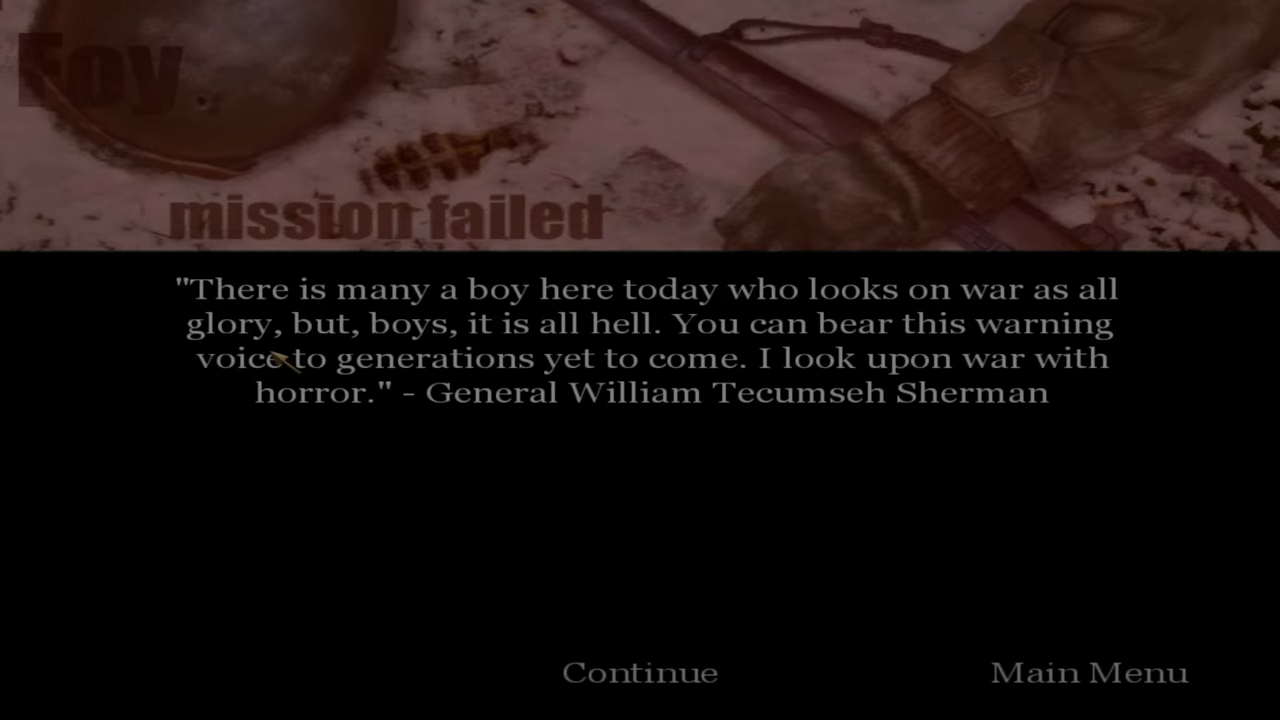 Foy
mission failed
"There is many a boy here today who looks on war as all
glory, but, boys, it is all hell. You can bear this warning
voice to generations yet to come. I look upon war with
horror." - General William Tecumseh Sherman
Continue
Main Menu